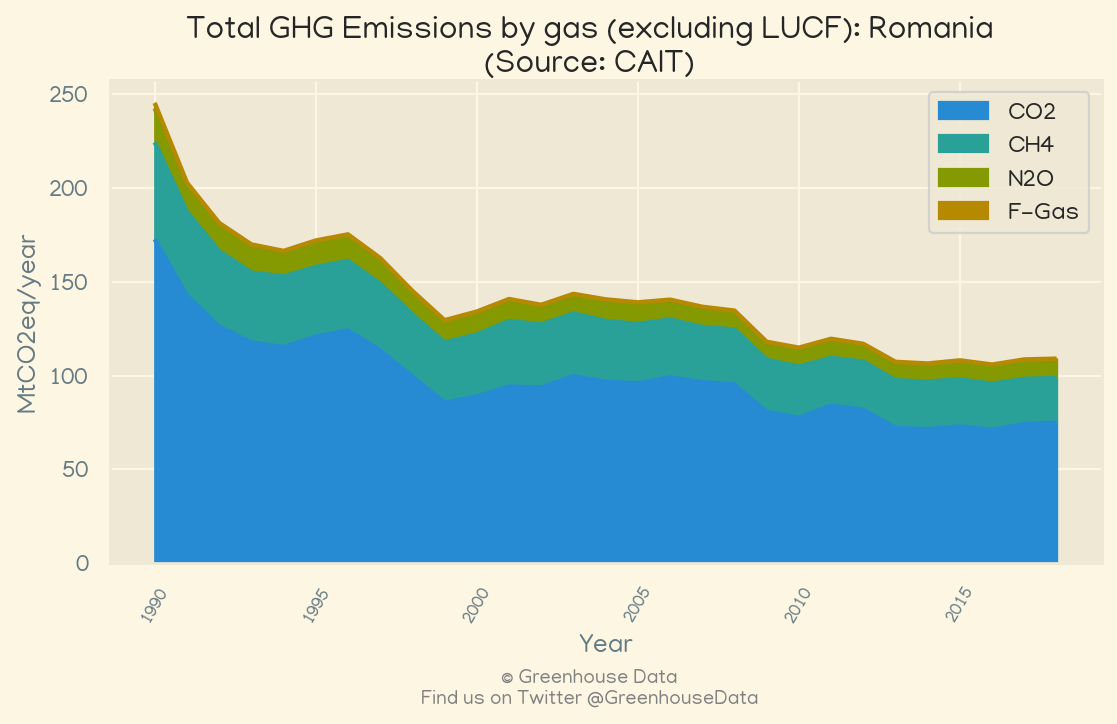 Total GHG Emissions by gas (excluding LUCF): Romania
(Source: CAIT)
250
200
150
100
50
0
MtCO2eq/year
CO2
CH4
N2O
F-Gas
1990
1995
2000
2005
2010
2015
Year
© Greenhouse Data
Find us on Twitter @GreenhouseData